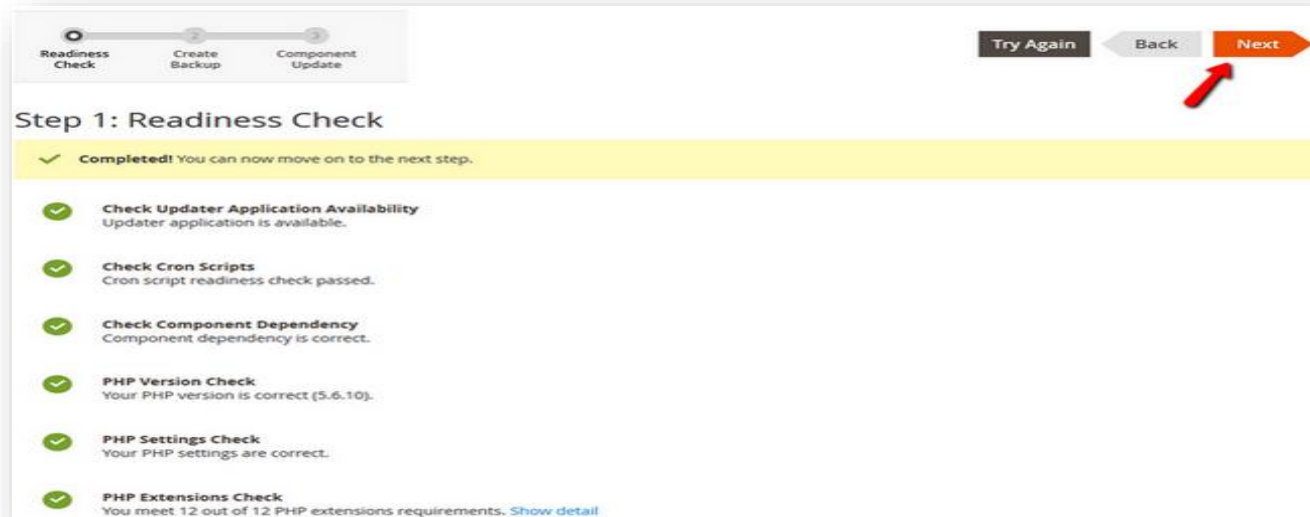 2
3
Readiness Check
Create Backup
Component Update
Try Again
Back
Next
Step 1: Readiness Check
Completed! You can now move on to the next step.
Check Updater Application Availability
Updater application is available.
Check Cron Scripts
Cron script readiness check passed.
Check Component Dependency
Component dependency is correct.
PHP Version Check
Your PHP version is correct (5.6.10).
PHP Settings Check
Your PHP settings are correct.
PHP Extensions Check
You meet 12 out of 12 PHP extensions requirements. Show detail